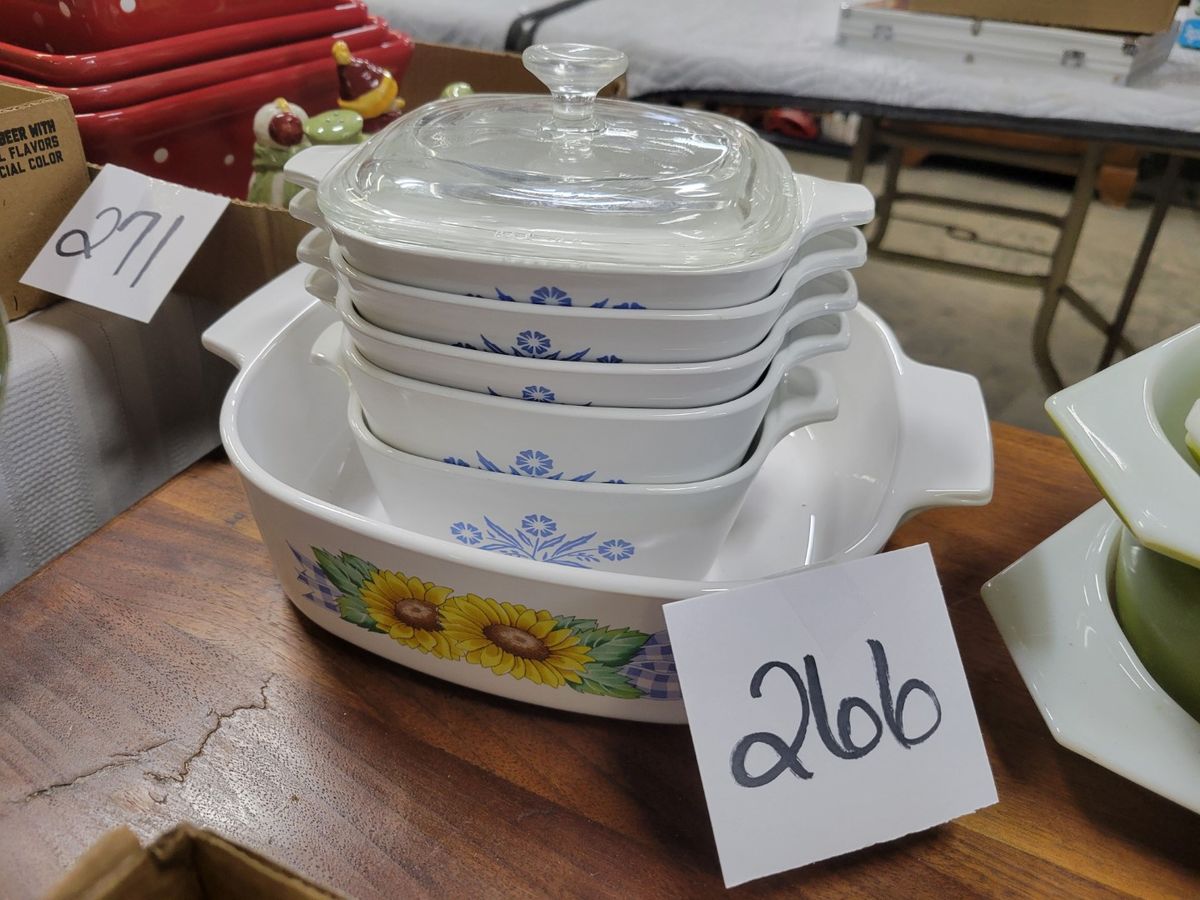 BEER WITH
L FLAVORS
CIAL COLOR
271
266